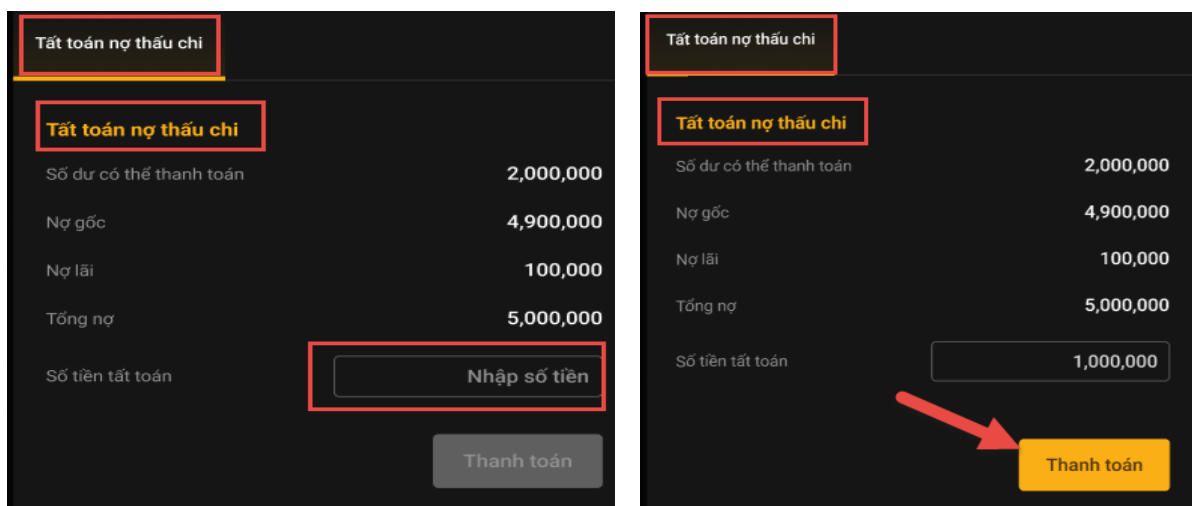 Tất toán nợ thấu chi
Tất toán nợ thấu chi
Số dư có thể thanh toán 2,000,000
Nợ gốc 4,900,000
Nợ lãi 100,000
Tổng nợ 5,000,000
Số tiền tất toán Nhập số tiền
Thanh toán
Tất toán nợ thấu chi
Tất toán nợ thấu chi
Số dư có thể thanh toán 2,000,000
Nợ gốc 4,900,000
Nợ lãi 100,000
Tổng nợ 5,000,000
Số tiền tất toán 1,000,000
Thanh toán